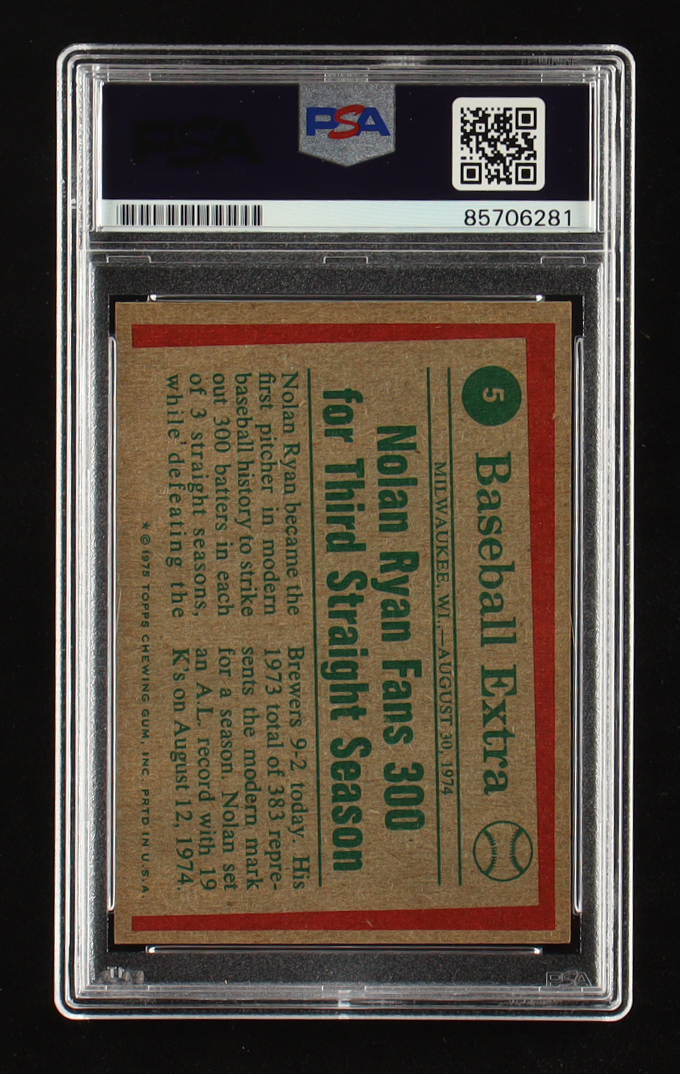 PSA
PSA
85706281
5
Baseball Extra
MILWAUKEE, WI.,—AUGUST 30, 1974
Nolan Ryan Fans 300
for Third Straight Season
Nolan Ryan became the
first pitcher in modern
baseball history to strike
out 300 batters in each
of 3 straight seasons,
while' defeating the
Brewers 9-2 today. His
1973 total of 383 repre-
sents the modern mark
for a season. Nolan set
an A.L. record with 19
K's on August 12, 1974.
* © 1975 TOPPS CHEWING GUM, INC. PRTD IN U.S.A.
PSA